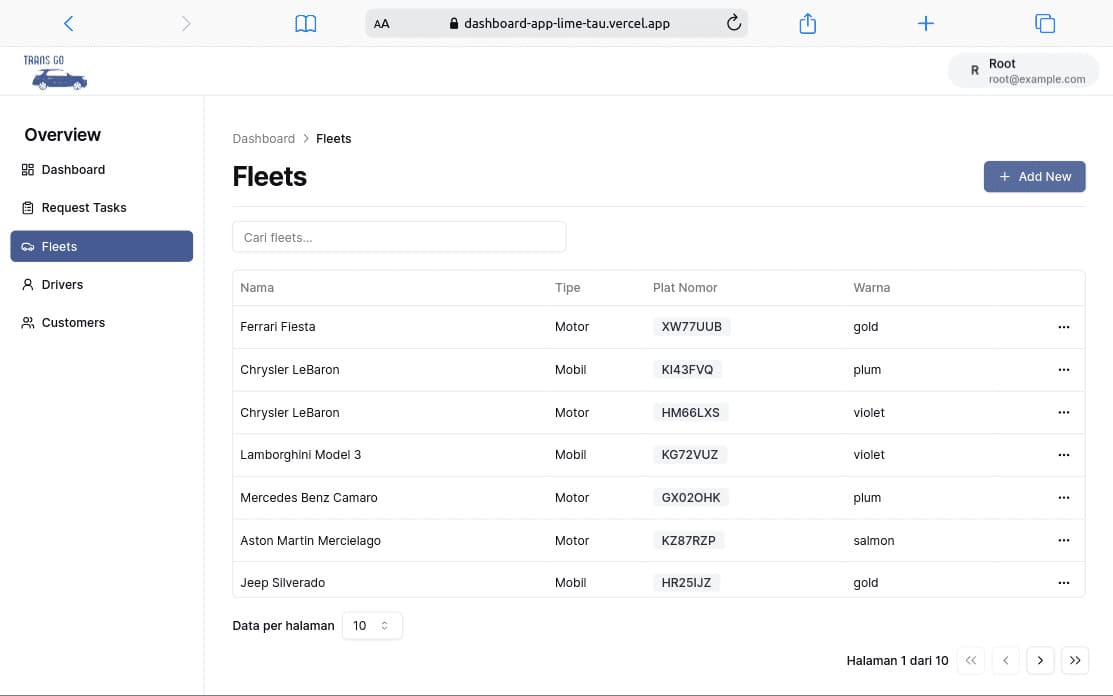 AA dashboard-app-lime-tau.vercel.app
TRANS GO
R Root
root@example.com
Overview
Dashboard
Request Tasks
Fleets
Drivers
Customers
Dashboard > Fleets
Fleets
+ Add New
Cari fleets...
Nama Tipe Plat Nomor Warna
Ferrari Fiesta Motor XW77UUB gold ...
Chrysler LeBaron Mobil KI43FVQ plum ...
Chrysler LeBaron Motor HM66LXS violet ...
Lamborghini Model 3 Mobil KG72VUZ violet ...
Mercedes Benz Camaro Motor GX02OHK plum ...
Aston Martin Mercielago Motor KZ87RZP salmon ...
Jeep Silverado Mobil HR25IJZ gold ...
Data per halaman 10
Halaman 1 dari 10